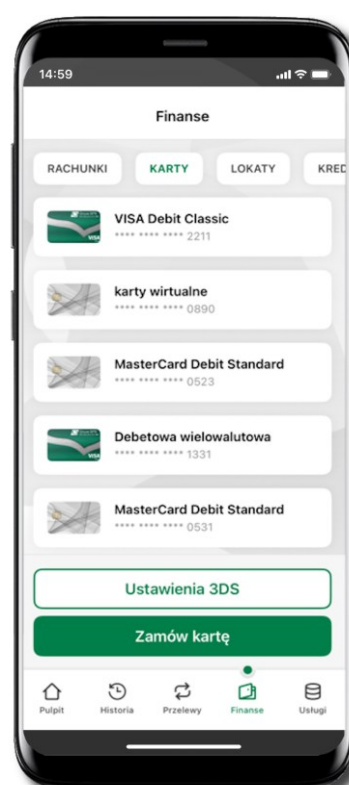 14:59
Finanse
RACHUNKI KARTY LOKATY KRED
VISA Debit Classic
**** **** **** 2211
karty wirtualne
**** **** **** 0890
MasterCard Debit Standard
**** **** **** 0523
Debetowa wielowalutowa
**** **** **** 1331
MasterCard Debit Standard
**** **** **** 0531
Ustawienia 3DS
Zamów kartę
Pulpit Historia Przelewy Finanse Usługi